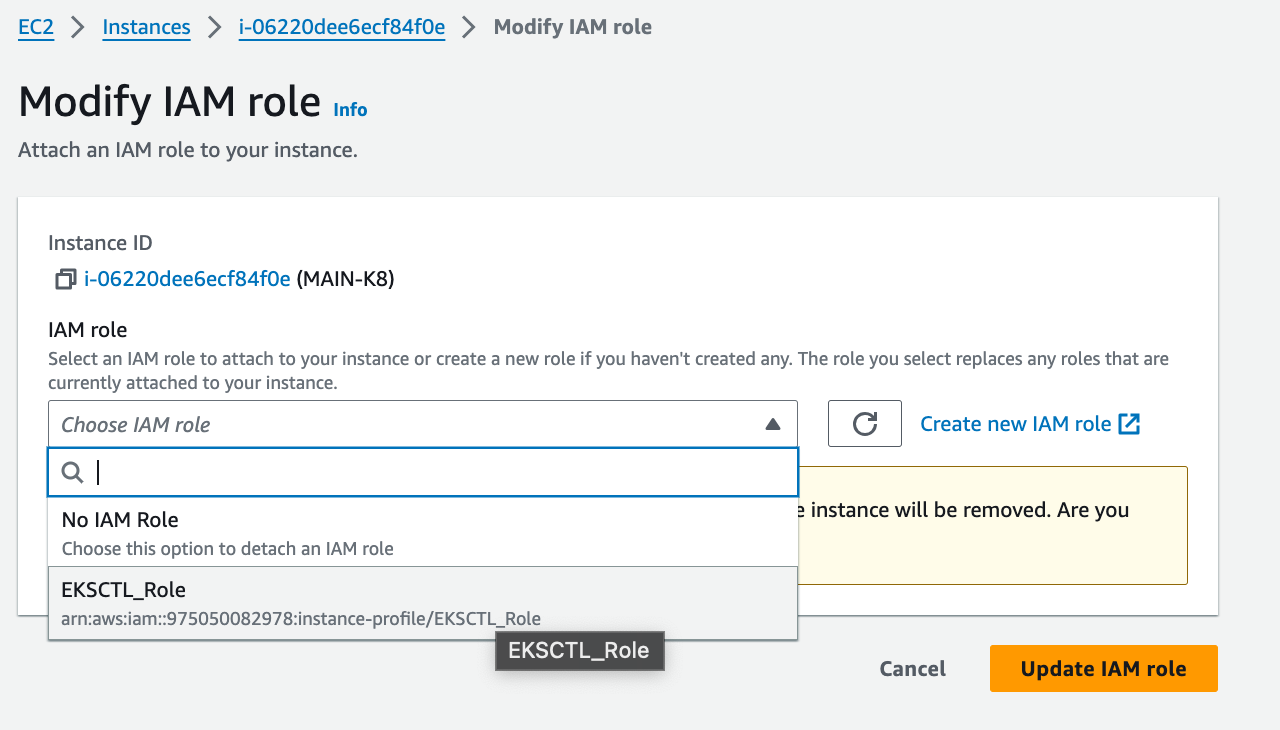 EC2 > Instances > i-06220dee6ecf84f0e > Modify IAM role
Modify IAM role Info
Attach an IAM role to your instance.
Instance ID
i-06220dee6ecf84f0e (MAIN-K8)
IAM role
Select an IAM role to attach to your instance or create a new role if you haven't created any. The role you select replaces any roles that are
currently attached to your instance.
Choose IAM role
Create new IAM role
No IAM Role
Choose this option to detach an IAM role
e instance will be removed. Are you
EKSCTL_Role
arn:aws:iam::975050082978:instance-profile/EKSCTL_Role
EKSCTL_Role
Cancel
Update IAM role